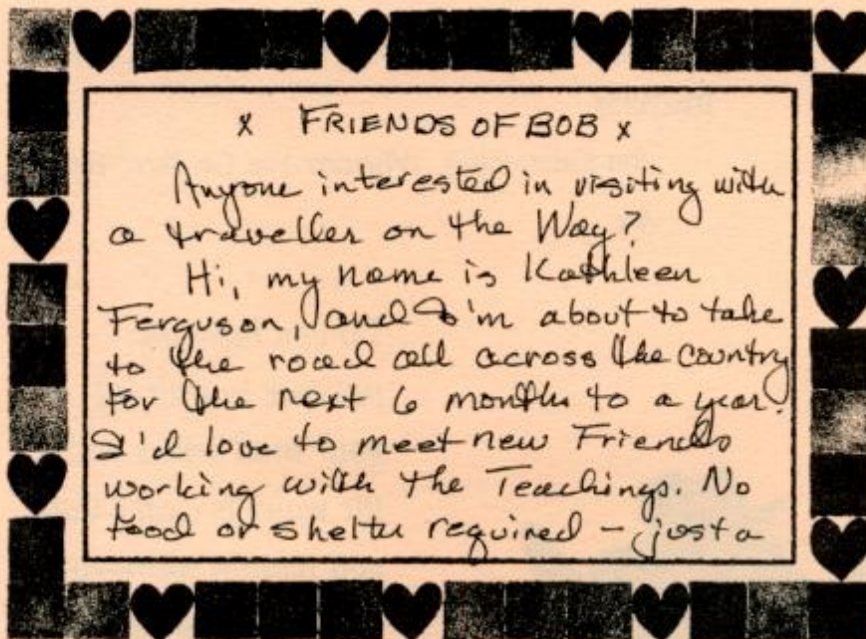 x FRIENDS OF BOB x
Anyone interested in visiting with
a traveller on the Way?
Hi, my name is Kathleen
Ferguson, and I'm about to take
to the road all across the country
for the next 6 months to a year.
I'd love to meet new Friends
working with the Teachings. No
food or shelter required - just a